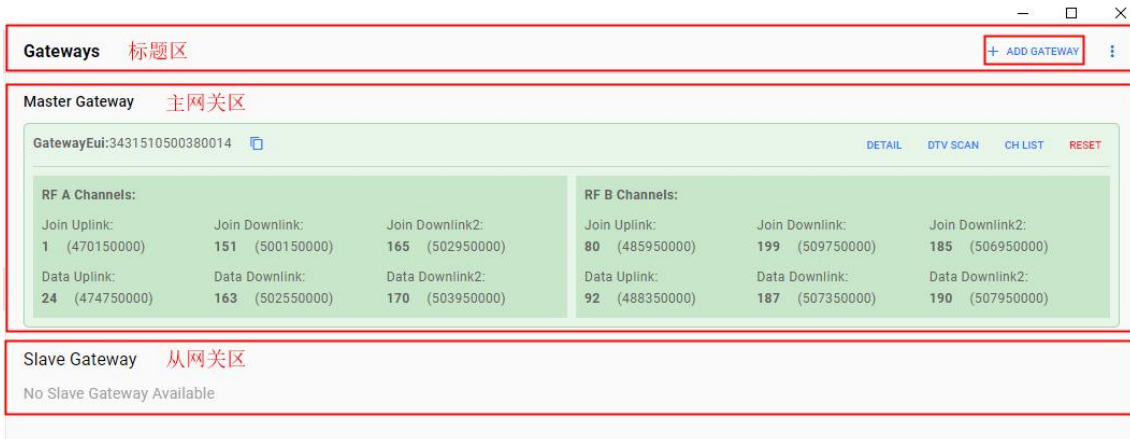 Gateways 标题区 + ADD GATEWAY
Master Gateway 主网关区
GatewayEui:3431510500380014 DETAIL DTV SCAN CH LIST RESET
RF A Channels: RF B Channels:
Join Uplink: Join Downlink: Join Downlink2: Join Uplink: Join Downlink: Join Downlink2:
1 (470150000) 151 (500150000) 165 (502950000) 80 (485950000) 199 (509750000) 185 (506950000)
Data Uplink: Data Downlink: Data Downlink2: Data Uplink: Data Downlink: Data Downlink2:
24 (474750000) 163 (502550000) 170 (503950000) 92 (488350000) 187 (507350000) 190 (507950000)
Slave Gateway 从网关区
No Slave Gateway Available